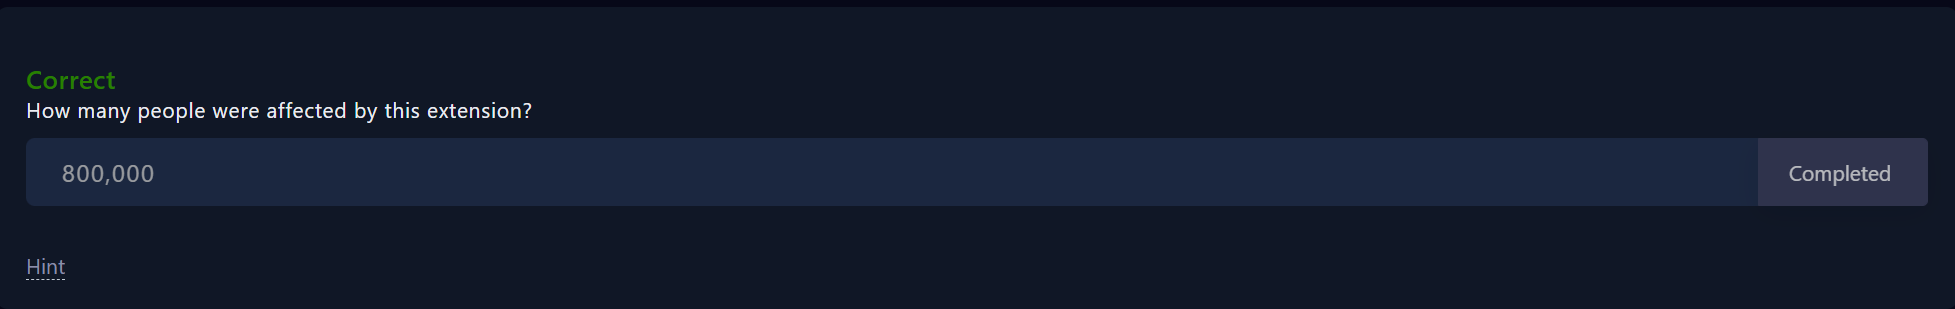 Correct
How many people were affected by this extension?
800,000
Completed
Hint